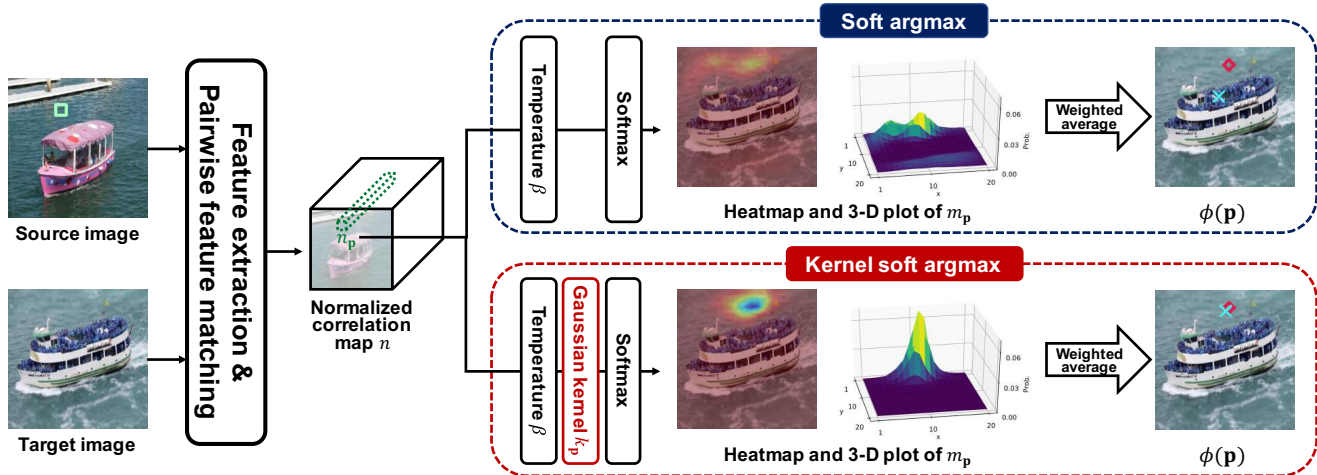 Soft argmax
Source image
Target image
Feature extraction &
Pairwise feature matching
n_p
Normalized
correlation
map n
Temperature β
Softmax
1
10
20
y
1
10
20
x
0.06
0.03
0.00
Prob.
Heatmap and 3-D plot of m_p
Weighted
average
ϕ(p)
Kernel soft argmax
Temperature β
Gaussian kernel k_p
Softmax
1
10
20
y
1
10
20
x
0.06
0.03
0.00
Prob.
Heatmap and 3-D plot of m_p
Weighted
average
ϕ(p)